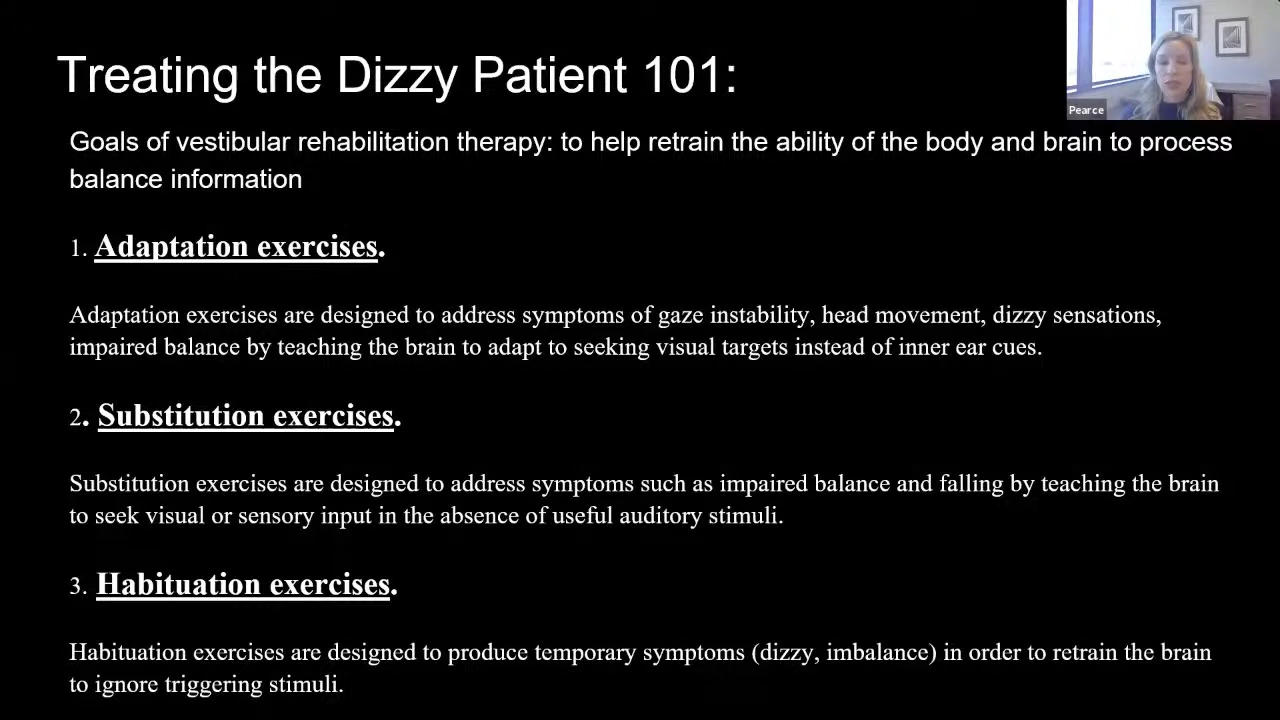 Treating the Dizzy Patient 101:
Pearce
Goals of vestibular rehabilitation therapy: to help retrain the ability of the body and brain to process
balance information
1. Adaptation exercises.
Adaptation exercises are designed to address symptoms of gaze instability, head movement, dizzy sensations,
impaired balance by teaching the brain to adapt to seeking visual targets instead of inner ear cues.
2. Substitution exercises.
Substitution exercises are designed to address symptoms such as impaired balance and falling by teaching the brain
to seek visual or sensory input in the absence of useful auditory stimuli.
3. Habituation exercises.
Habituation exercises are designed to produce temporary symptoms (dizzy, imbalance) in order to retrain the brain
to ignore triggering stimuli.